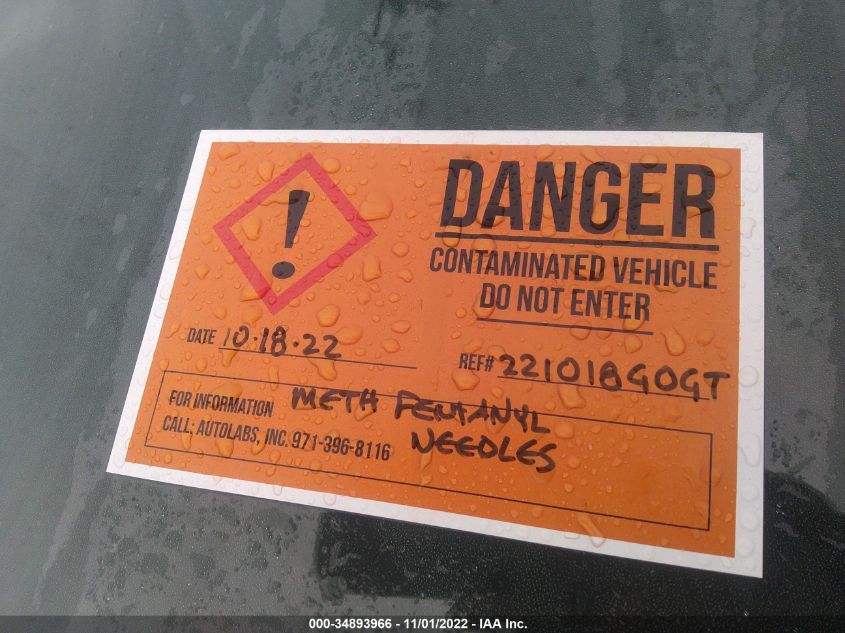 !
DANGER
CONTAMINATED VEHICLE
DO NOT ENTER
DATE 10.18.22
REF# 221018GOGT
FOR INFORMATION METH FENTANYL
CALL: AUTOLABS, INC. 971-396-8116 NEEDLES
000-34893966 - 11/01/2022 - IAA Inc.